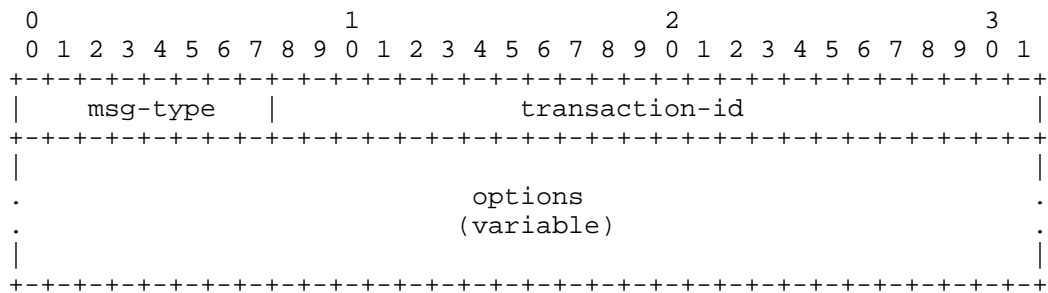 0                   1                   2                   3
 0 1 2 3 4 5 6 7 8 9 0 1 2 3 4 5 6 7 8 9 0 1 2 3 4 5 6 7 8 9 0 1
+-+-+-+-+-+-+-+-+-+-+-+-+-+-+-+-+-+-+-+-+-+-+-+-+-+-+-+-+-+-+-+-+
|    msg-type   |               transaction-id                  |
+-+-+-+-+-+-+-+-+-+-+-+-+-+-+-+-+-+-+-+-+-+-+-+-+-+-+-+-+-+-+-+-+
|                                                               |
.                            options                            .
.                           (variable)                          .
|                                                               |
+-+-+-+-+-+-+-+-+-+-+-+-+-+-+-+-+-+-+-+-+-+-+-+-+-+-+-+-+-+-+-+-+